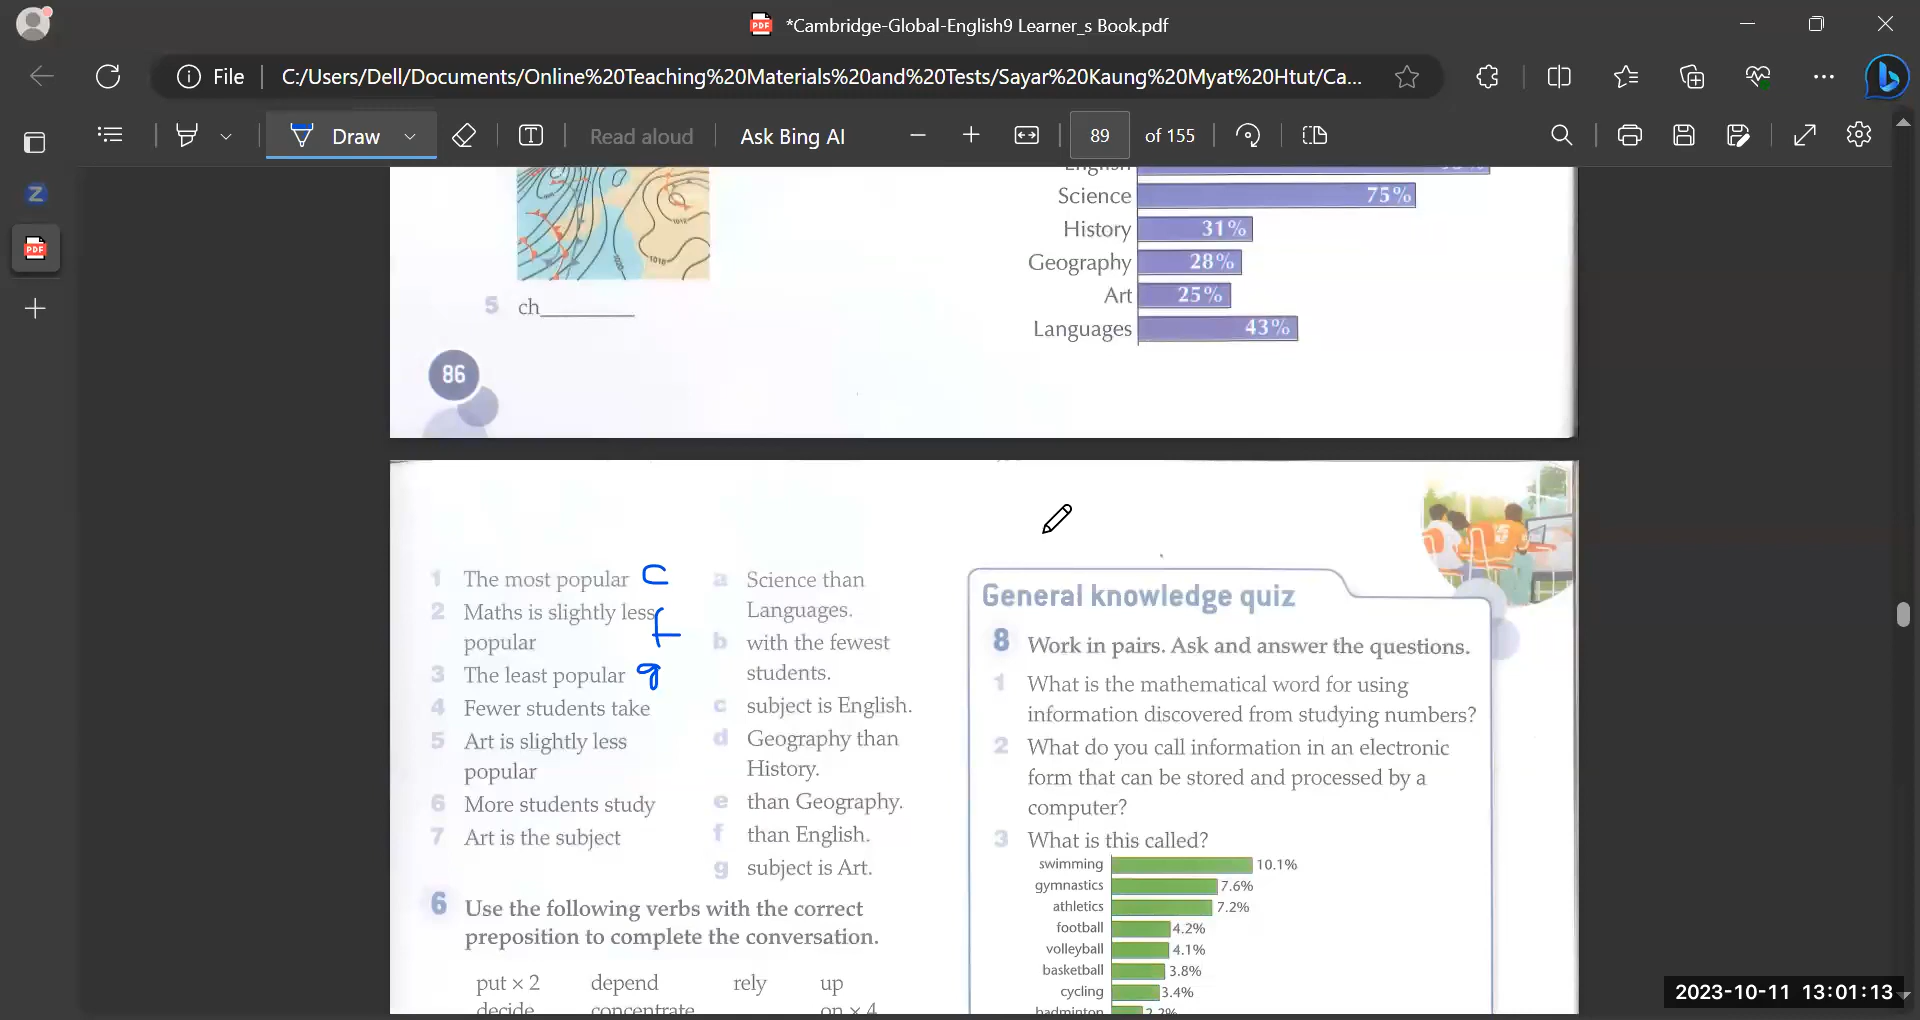 *Cambridge-Global-English9 Learner_s Book.pdf
File
C:/Users/Dell/Documents/Online%20Teaching%20Materials%20and%20Tests/Sayar%20Kaung%20Myat%20Htut/Ca...
Draw
Read aloud
Ask Bing AI
89 of 155
English
Science 75%
History 31%
Geography 28%
Art 25%
Languages 43%
5 ch
86
1 The most popular c
2 Maths is slightly less
popular f
3 The least popular g
4 Fewer students take
5 Art is slightly less
popular
6 More students study
7 Art is the subject
a Science than
Languages.
b with the fewest
students.
c subject is English.
d Geography than
History.
e than Geography.
f than English.
g subject is Art.
6 Use the following verbs with the correct
preposition to complete the conversation.
put × 2 depend rely up
decide concentrate on × 4
General knowledge quiz
8 Work in pairs. Ask and answer the questions.
1 What is the mathematical word for using
information discovered from studying numbers?
2 What do you call information in an electronic
form that can be stored and processed by a
computer?
3 What is this called?
swimming 10.1%
gymnastics 7.6%
athletics 7.2%
football 4.2%
volleyball 4.1%
basketball 3.8%
cycling 3.4%
badminton 2.2%
2023-10-11 13:01:13